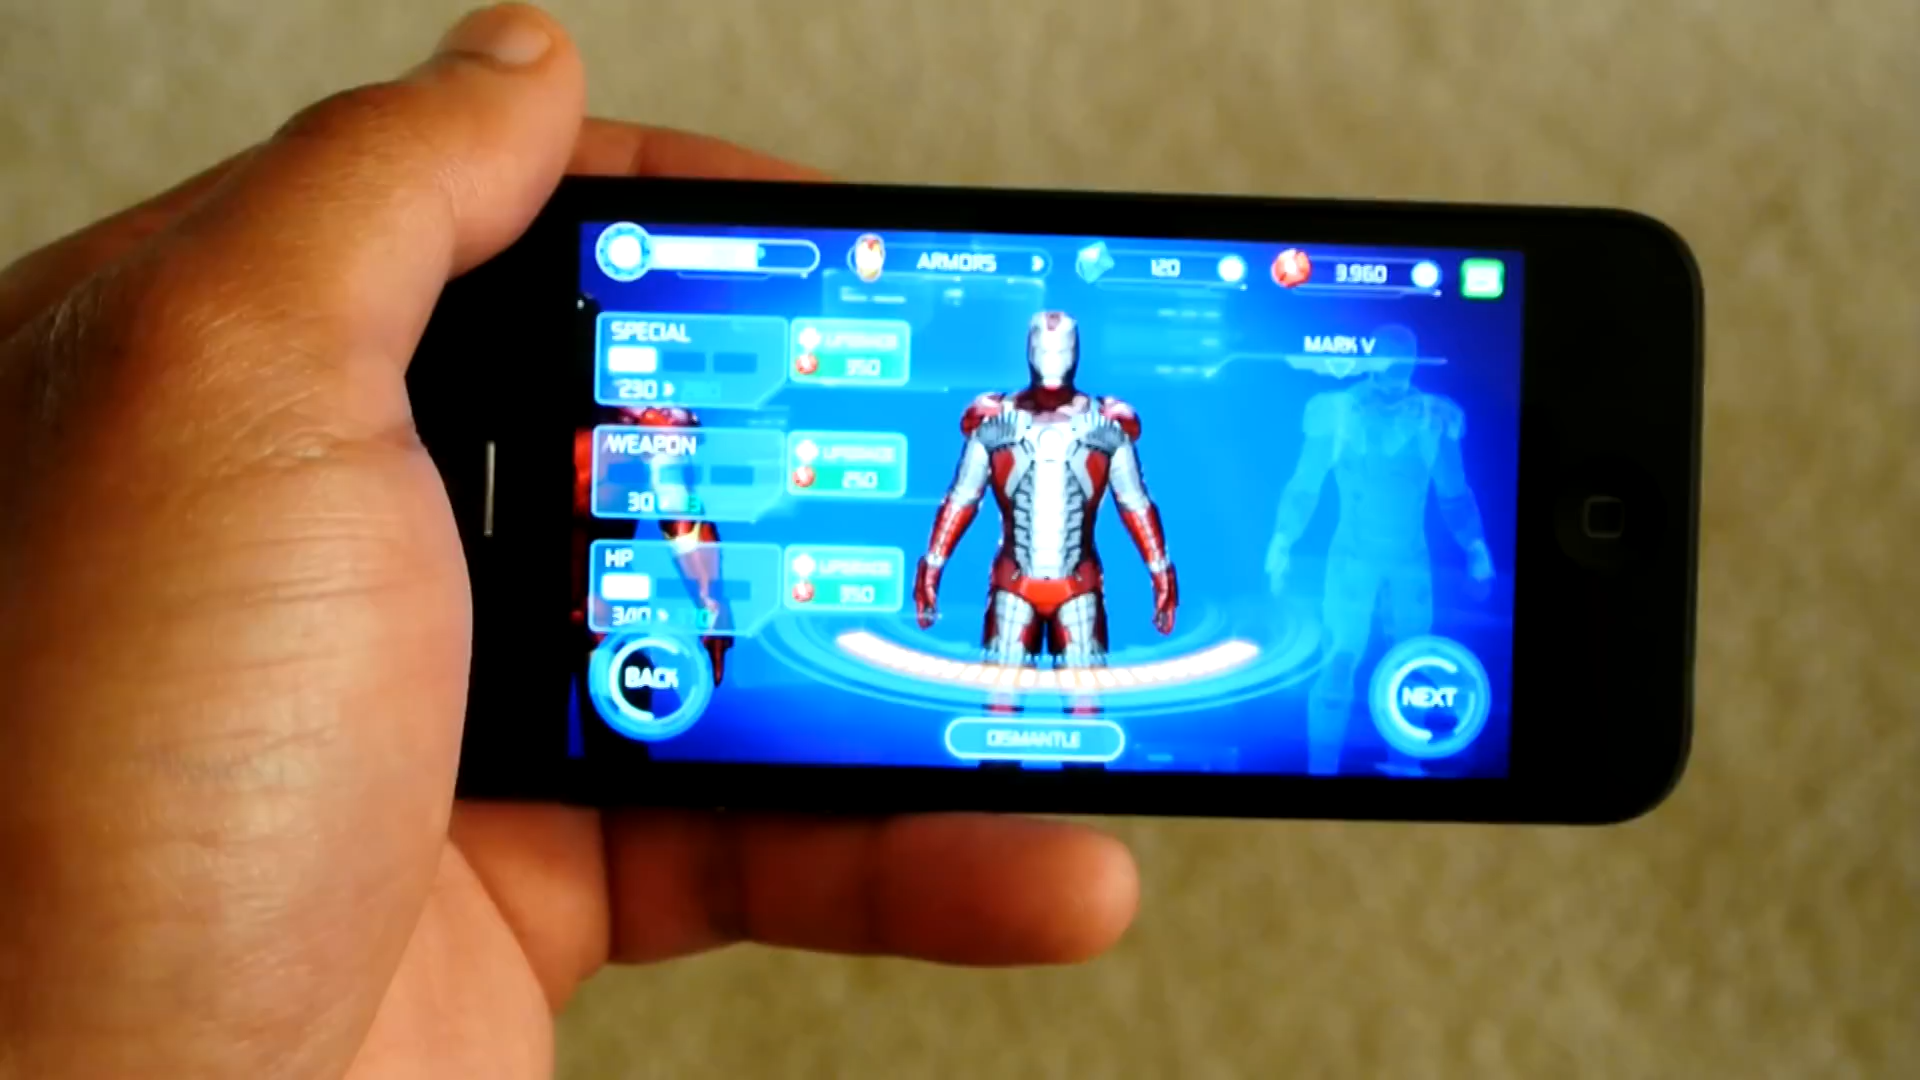 ARMORS
120
3.960
SPECIAL
UPGRADE
350
290
MARK V
WEAPON
UPGRADE
250
30
HP
UPGRADE
350
340
BACK
NEXT
DISMANTLE